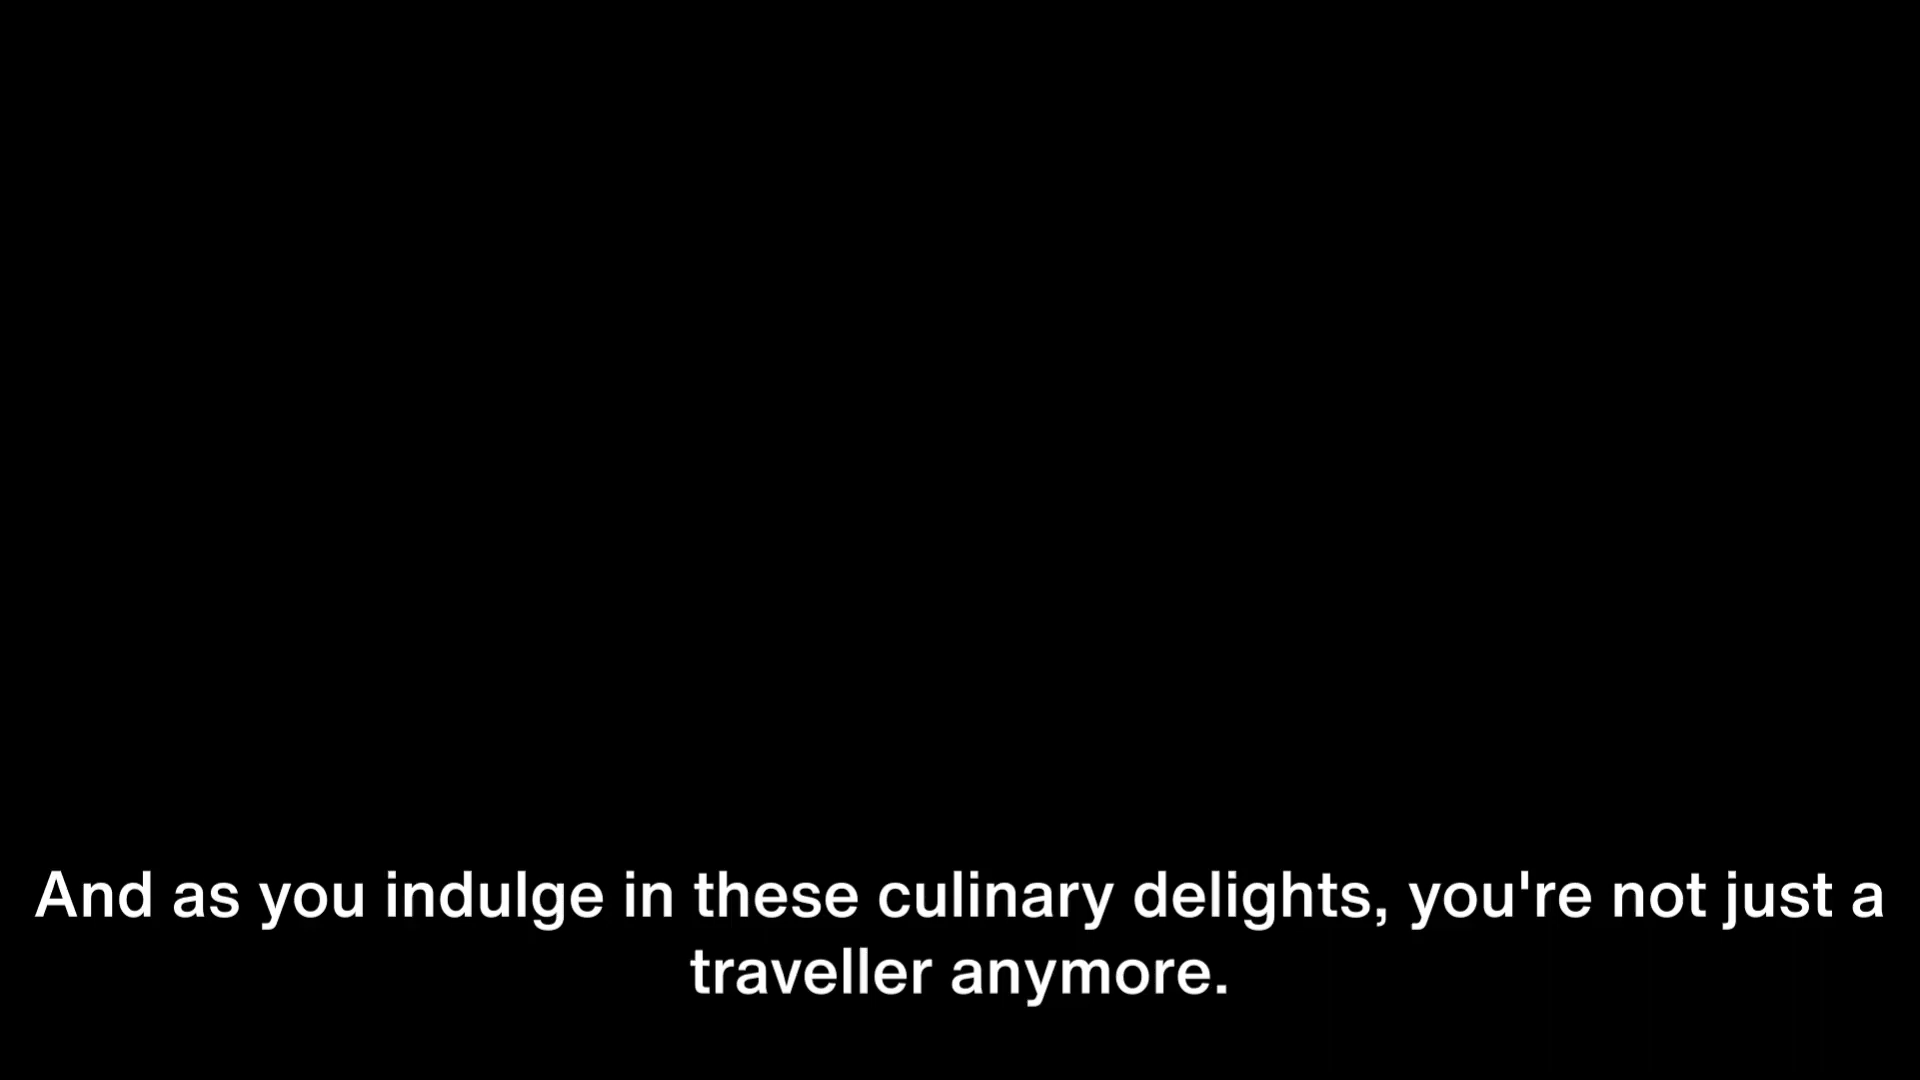 And as you indulge in these culinary delights, you're not just a
traveller anymore.